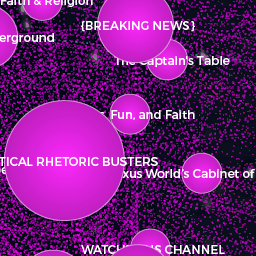 Faith & Religion
{BREAKING NEWS}
erground
The Captain's Table
Fun, and Faith
TICAL RHETORIC BUSTERS
xus World's Cabinet of
WATCH
'S CHANNEL